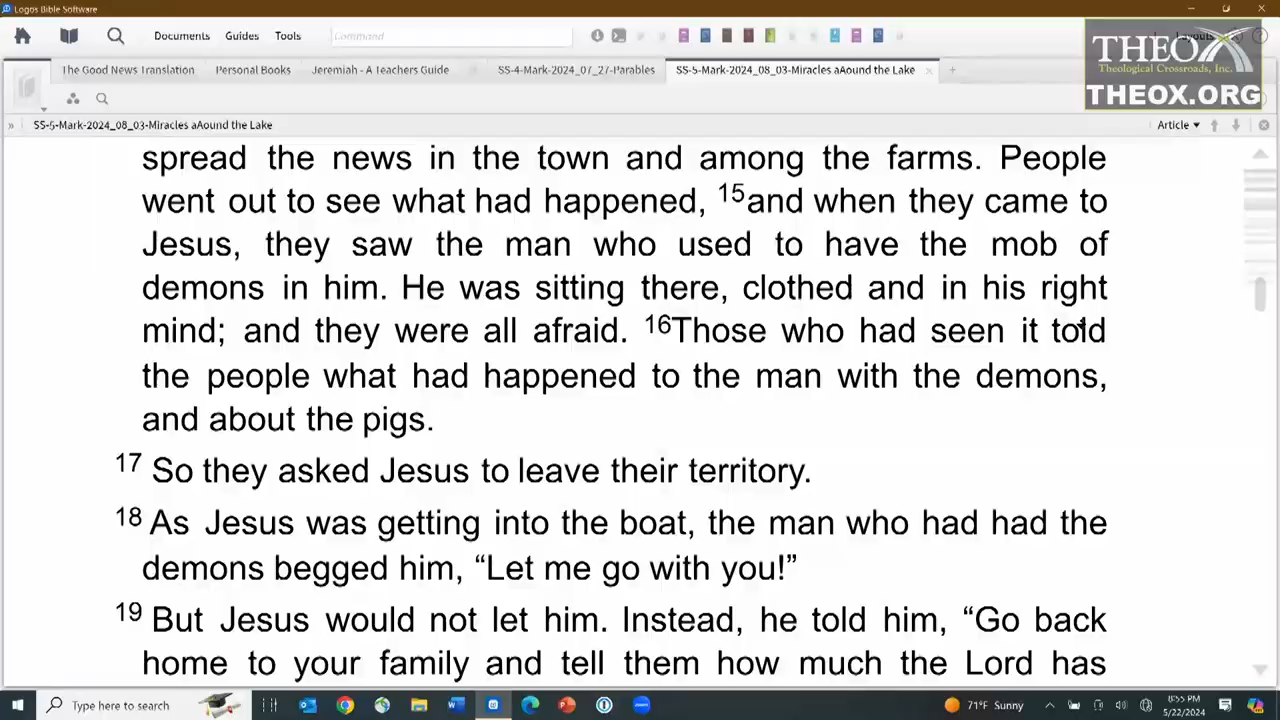 Logos Bible Software
Documents Guides Tools Command Layouts
THEOX
Theological Crossroads, Inc.
THEOX.ORG
The Good News Translation Personal Books Jeremiah - A Teache SS-4-Mark-2024_07_27-Parables SS-5-Mark-2024_08_03-Miracles aAound the Lake
» SS-5-Mark-2024_08_03-Miracles aAound the Lake Article
spread the news in the town and among the farms. People
went out to see what had happened, 15and when they came to
Jesus, they saw the man who used to have the mob of
demons in him. He was sitting there, clothed and in his right
mind; and they were all afraid. 16Those who had seen it told
the people what had happened to the man with the demons,
and about the pigs.
17 So they asked Jesus to leave their territory.
18 As Jesus was getting into the boat, the man who had had the
demons begged him, “Let me go with you!”
19 But Jesus would not let him. Instead, he told him, “Go back
home to your family and tell them how much the Lord has
Type here to search 71°F Sunny 8:55 PM
5/22/2024